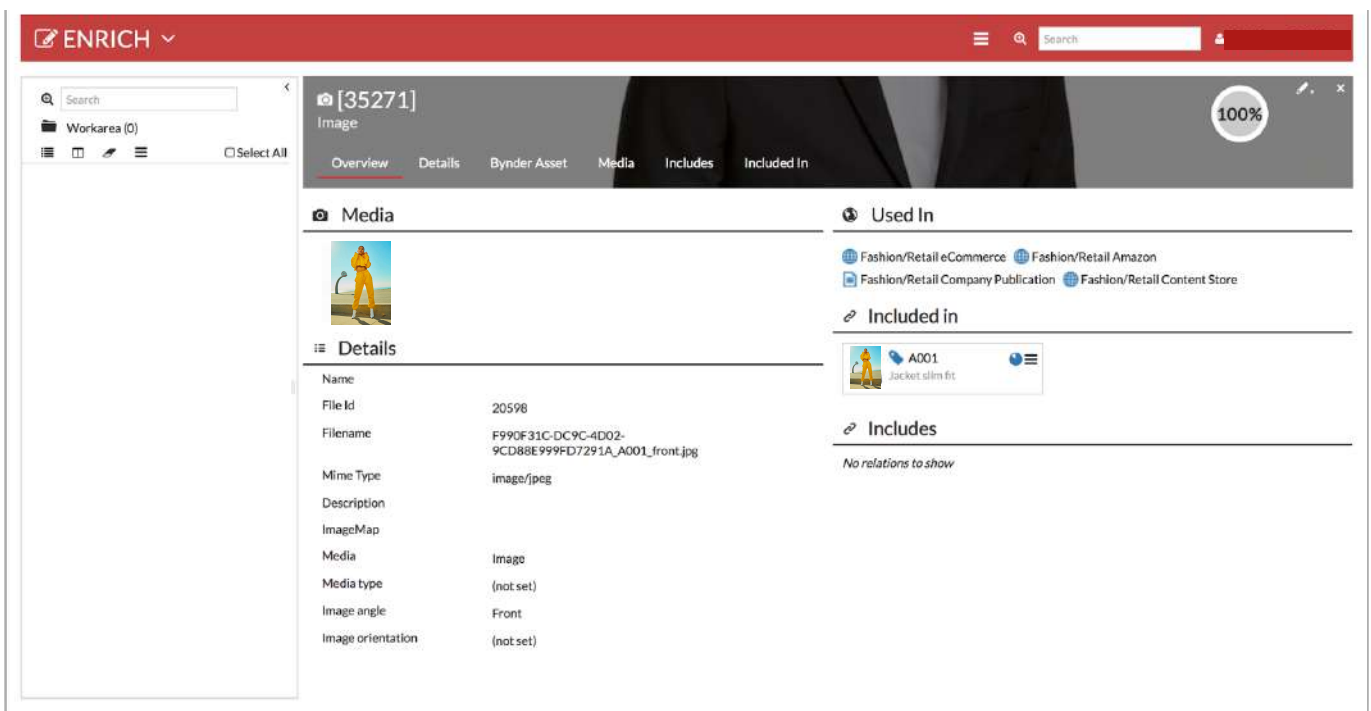 ENRICH
Search
Search
Workarea (0)
Select All
[35271]
Image
100%
Overview Details Bynder Asset Media Includes Included In
Media
Details
Name
File Id 20598
Filename F990F31C-DC9C-4D02-
9CD88E999FD7291A_A001_front.jpg
Mime Type image/jpeg
Description
ImageMap
Media Image
Media type (not set)
Image angle Front
Image orientation (not set)
Used In
Fashion/Retail eCommerce Fashion/Retail Amazon
Fashion/Retail Company Publication Fashion/Retail Content Store
Included in
A001
Jacket slim fit
Includes
No relations to show